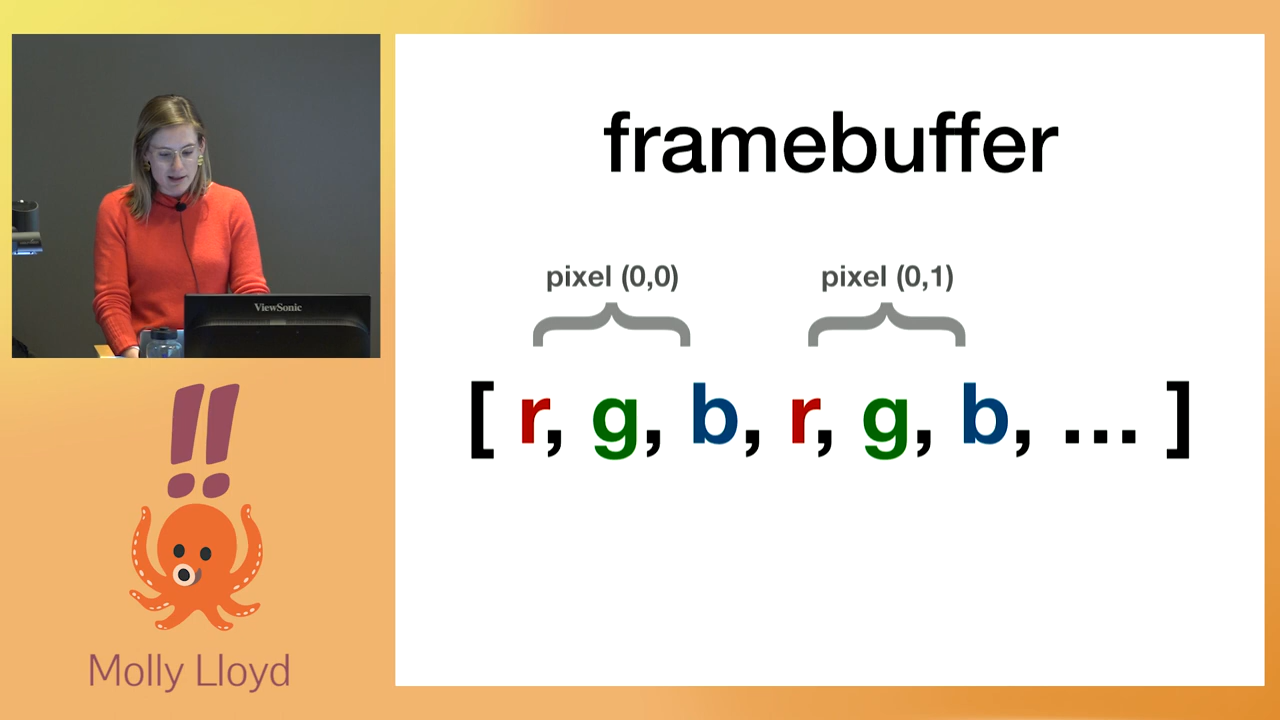 framebuffer
pixel (0,0) pixel (0,1)
[ r, g, b, r, g, b, ... ]
ViewSonic
!!
Molly Lloyd